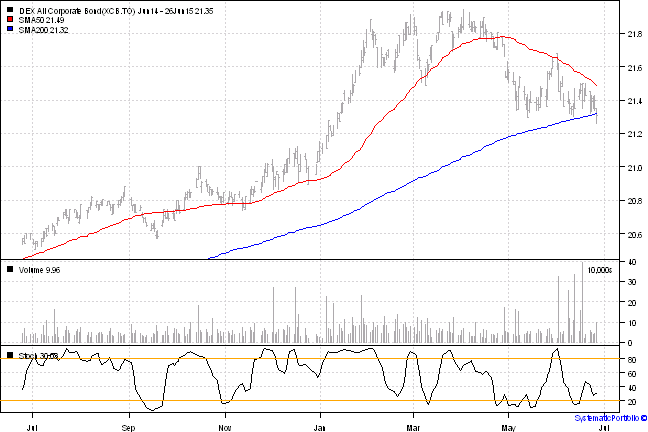 DEX All Corporate Bond(XCB.TO) Jun14 - 26Jun15 21.35
SMA50 21.49
SMA200 21.32
21.8
21.6
21.4
21.2
21.0
20.8
20.6
Volume 9.96
10,000s
40
30
20
10
0
80
60
40
20
Jul
Sep
Nov
Jan
Mar
May
Jul
SystematicPortfolio ©